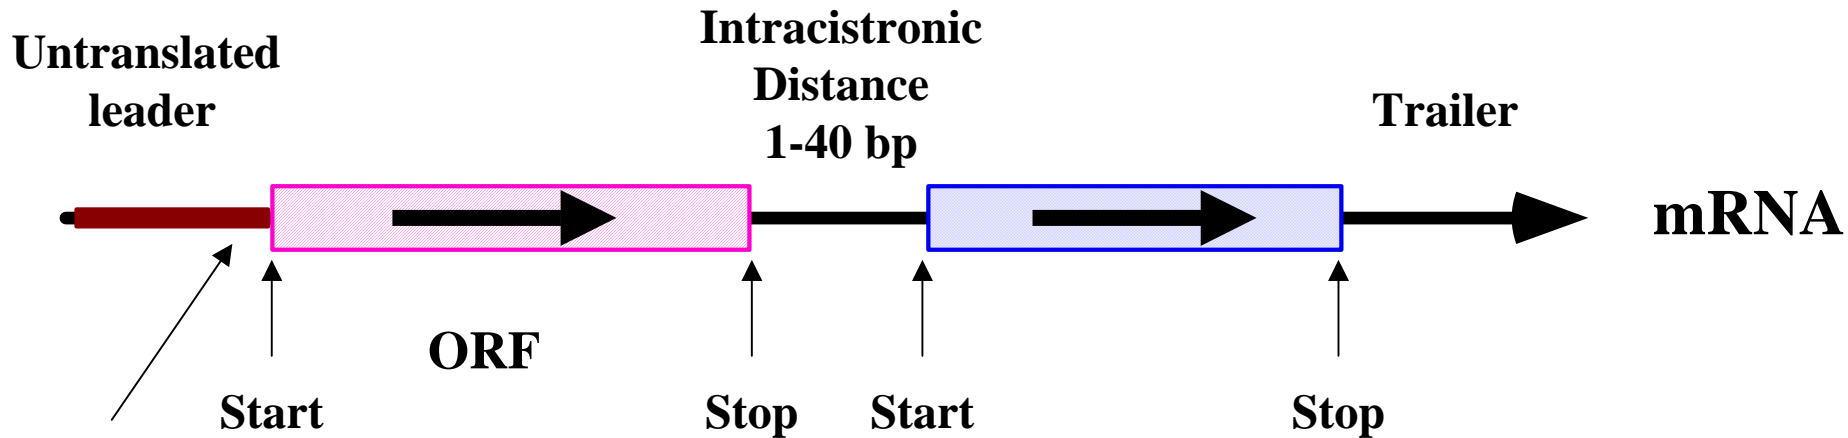 Untranslated
leader
Intracistronic
Distance
1-40 bp
Trailer
mRNA
ORF
Start
Stop
Start
Stop